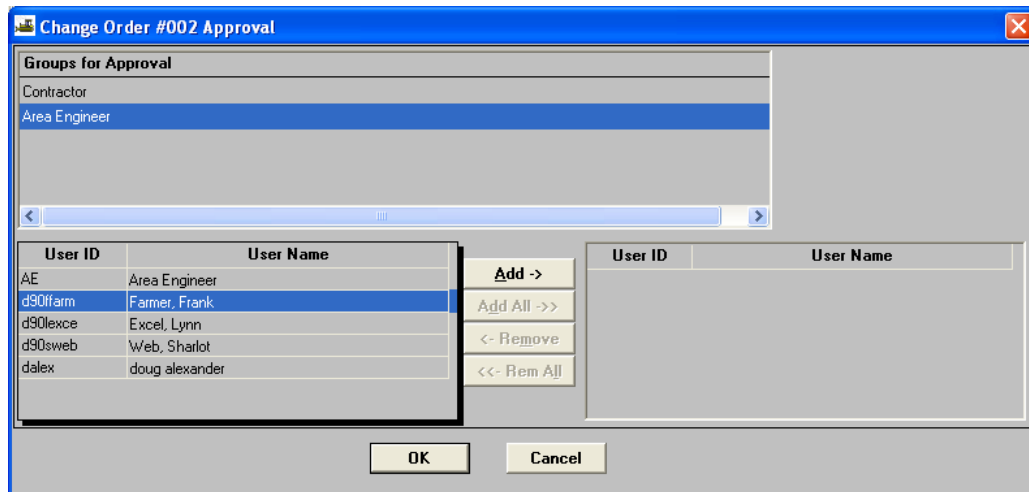 Change Order #002 Approval
Groups for Approval
Contractor
Area Engineer
User ID User Name
AE Area Engineer
d90ffarm Farmer, Frank
d90lexce Excel, Lynn
d90sweb Web, Sharlot
dalex doug alexander
Add ->
Add All ->>
<- Remove
<<- Rem All
User ID User Name
OK Cancel